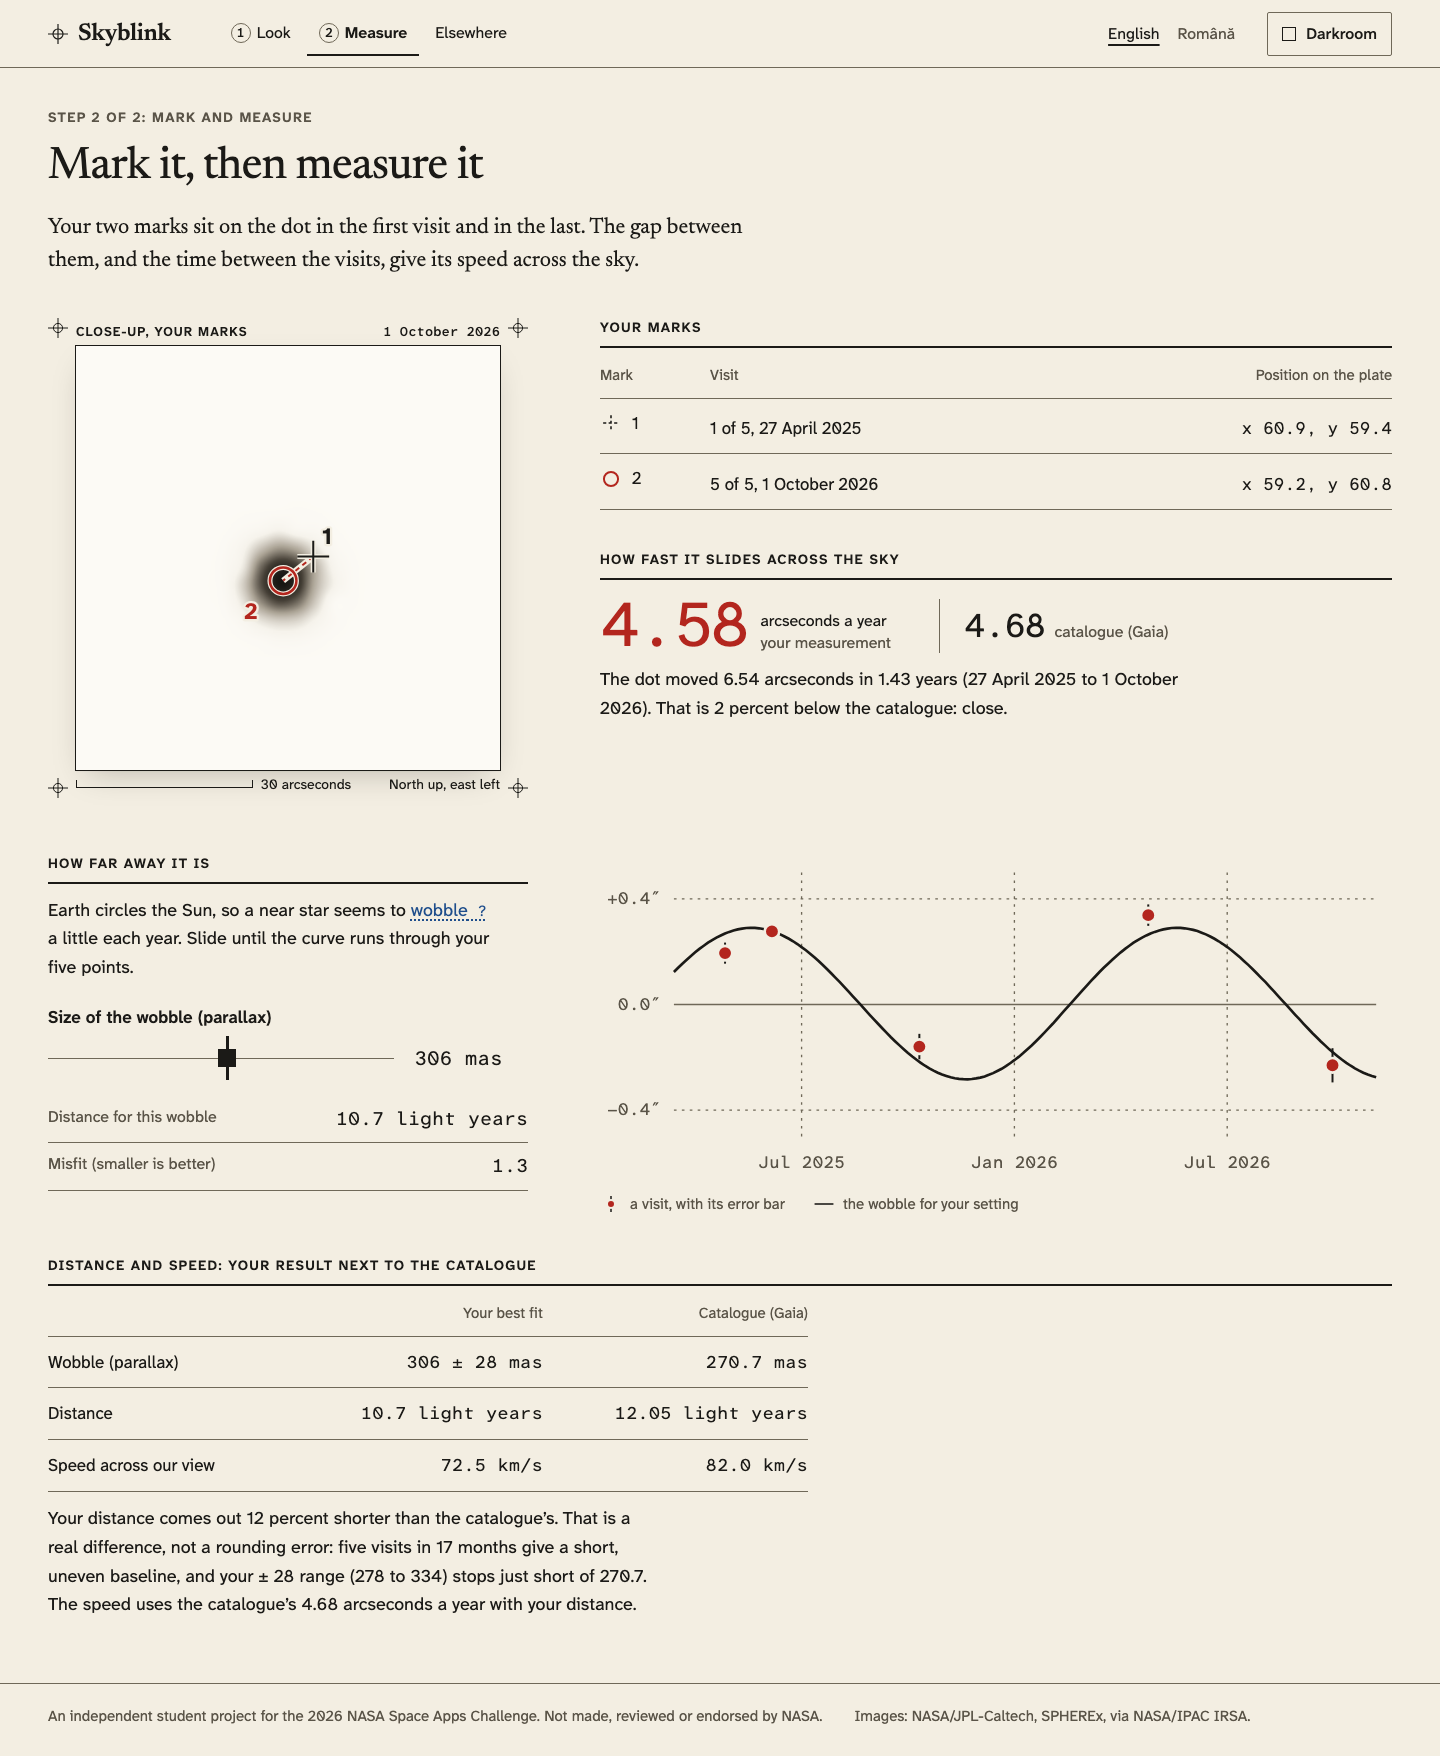 Skyblink
1 Look
2 Measure
Elsewhere
English
Română
Darkroom
STEP 2 OF 2: MARK AND MEASURE
Mark it, then measure it
Your two marks sit on the dot in the first visit and in the last. The gap between
them, and the time between the visits, give its speed across the sky.
CLOSE-UP, YOUR MARKS
1 October 2026
1
2
30 arcseconds
North up, east left
YOUR MARKS
Mark Visit Position on the plate
1 1 of 5, 27 April 2025 x 60.9, y 59.4
2 5 of 5, 1 October 2026 x 59.2, y 60.8
HOW FAST IT SLIDES ACROSS THE SKY
4.58 arcseconds a year
your measurement
4.68 catalogue (Gaia)
The dot moved 6.54 arcseconds in 1.43 years (27 April 2025 to 1 October
2026). That is 2 percent below the catalogue: close.
HOW FAR AWAY IT IS
Earth circles the Sun, so a near star seems to wobble ?
a little each year. Slide until the curve runs through your
five points.
Size of the wobble (parallax)
306 mas
Distance for this wobble 10.7 light years
Misfit (smaller is better) 1.3
+0.4″
0.0″
−0.4″
Jul 2025 Jan 2026 Jul 2026
a visit, with its error bar
the wobble for your setting
DISTANCE AND SPEED: YOUR RESULT NEXT TO THE CATALOGUE
Your best fit Catalogue (Gaia)
Wobble (parallax) 306 ± 28 mas 270.7 mas
Distance 10.7 light years 12.05 light years
Speed across our view 72.5 km/s 82.0 km/s
Your distance comes out 12 percent shorter than the catalogue’s. That is a
real difference, not a rounding error: five visits in 17 months give a short,
uneven baseline, and your ± 28 range (278 to 334) stops just short of 270.7.
The speed uses the catalogue’s 4.68 arcseconds a year with your distance.
An independent student project for the 2026 NASA Space Apps Challenge. Not made, reviewed or endorsed by NASA.
Images: NASA/JPL-Caltech, SPHEREx, via NASA/IPAC IRSA.